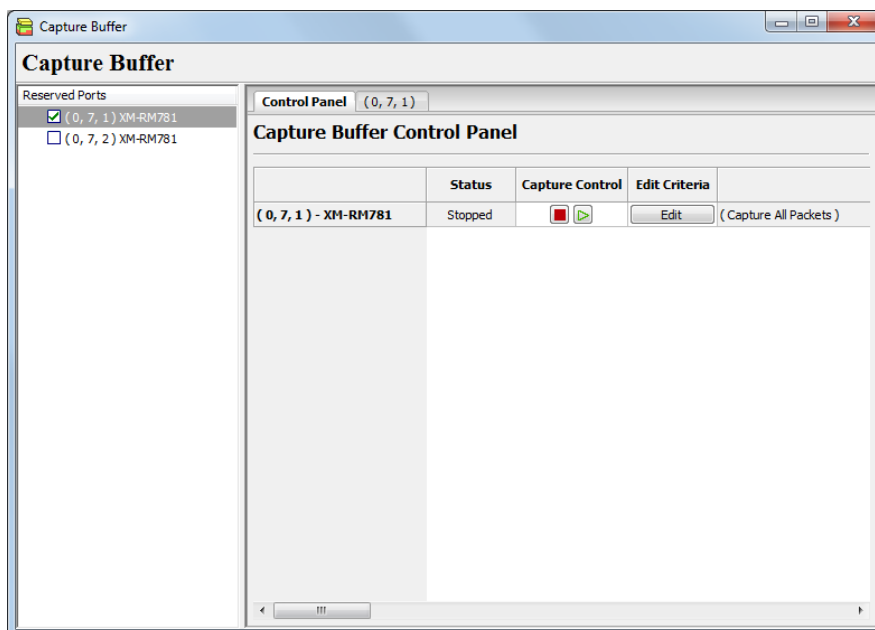 Capture Buffer
Capture Buffer
Reserved Ports
( 0, 7, 1 ) XM-RM781
( 0, 7, 2 ) XM-RM781
Control Panel ( 0, 7, 1 )
Capture Buffer Control Panel
Status Capture Control Edit Criteria
( 0, 7, 1 ) - XM-RM781 Stopped Edit ( Capture All Packets )